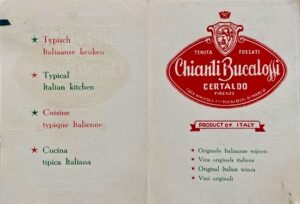 Typisch
Italiaanse keuken
Typical
Italian kitchen
Cuisine
typique Italienne
Cucina
tipica Italiana
TENUTA FOSSATI
Chianti Bucalossi
CERTALDO
FIRENZE
PRODUCT OF ITALY
Originele Italiaanse wijnen
Vins originels italiens
Original Italian wines
Vini originali